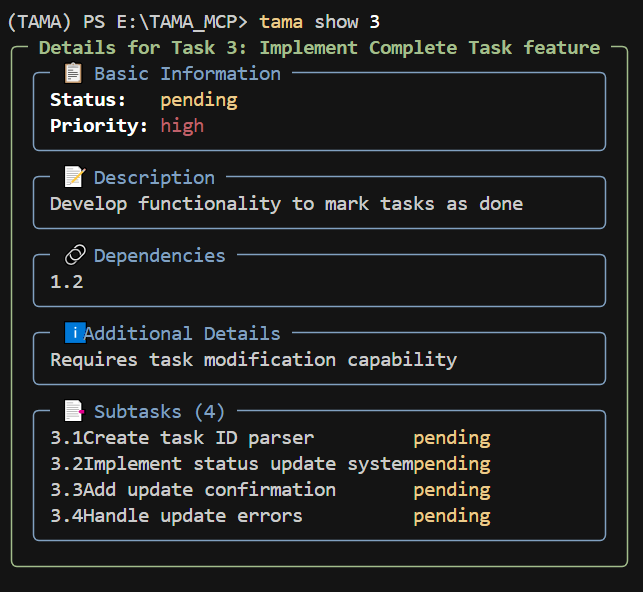 (TAMA) PS E:\TAMA_MCP> tama show 3
Details for Task 3: Implement Complete Task feature
📋 Basic Information
Status: pending
Priority: high
📝 Description
Develop functionality to mark tasks as done
🔗 Dependencies
1.2
ℹ️Additional Details
Requires task modification capability
📑 Subtasks (4)
3.1Create task ID parser pending
3.2Implement status update systempending
3.3Add update confirmation pending
3.4Handle update errors pending